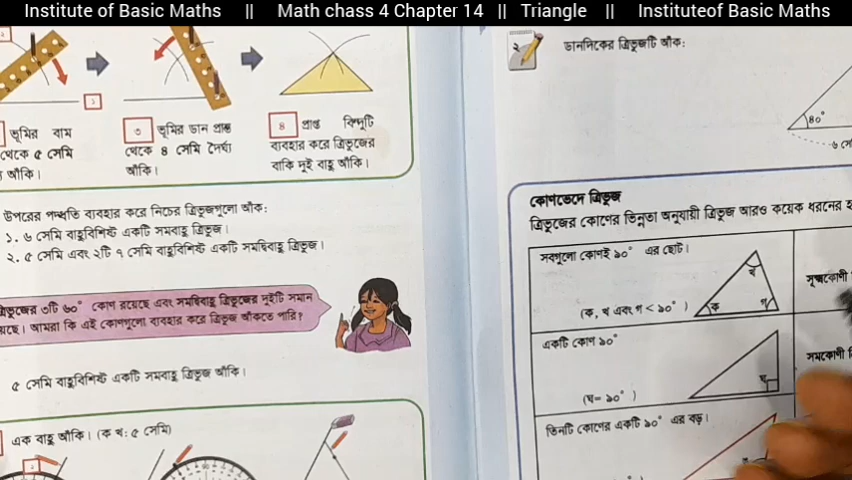 Institute of Basic Maths || Math chass 4 Chapter 14 || Triangle || Instituteof Basic Maths
২
৩
৪
ভূমির বাম
থেকে ৫ সেমি
আঁকি।
ভূমির ডান প্রান্ত
থেকে ৪ সেমি দৈর্ঘ্য
আঁকি।
প্রাপ্ত বিন্দুটি
ব্যবহার করে ত্রিভুজের
বাকি দুই বাহু আঁকি।
উপরের পদ্ধতি ব্যবহার করে নিচের ত্রিভুজগুলো আঁক:
১. ৬ সেমি বাহুবিশিষ্ট একটি সমবাহু ত্রিভুজ।
২. ৫ সেমি এবং ২টি ৭ সেমি বাহুবিশিষ্ট একটি সমদ্বিবাহু ত্রিভুজ।
ত্রিভুজের ৩টি ৬০° কোণ রয়েছে এবং সমদ্বিবাহু ত্রিভুজের দুইটি সমান
রয়েছে। আমরা কি এই কোণগুলো ব্যবহার করে ত্রিভুজ আঁকতে পারি?
৫ সেমি বাহুবিশিষ্ট একটি সমবাহু ত্রিভুজ আঁকি।
এক বাহু আঁকি। (ক খ: ৫ সেমি)
২
ডানদিকের ত্রিভুজটি আঁক:
৪০°
৬ সে
কোণভেদে ত্রিভুজ
ত্রিভুজের কোণের ভিন্নতা অনুযায়ী ত্রিভুজ আরও কয়েক ধরনের হ
সবগুলো কোণই ৯০° এর ছোট।
(ক, খ এবং গ < ৯০° )
ক
খ
গ
সূক্ষ্মকোণী
একটি কোণ ৯০°
(ঘ= ৯০° )
ঘ
সমকোণী
তিনটি কোণের একটি ৯০° এর বড়।